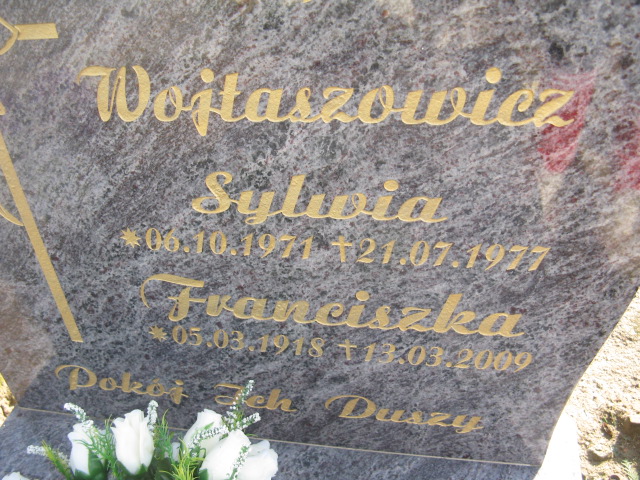 Wojtaszowicz
Sylwia
*06.10.1971 †21.07.1977
Franciszka
*05.03.1918 †13.03.2009
Pokój Ich Duszy